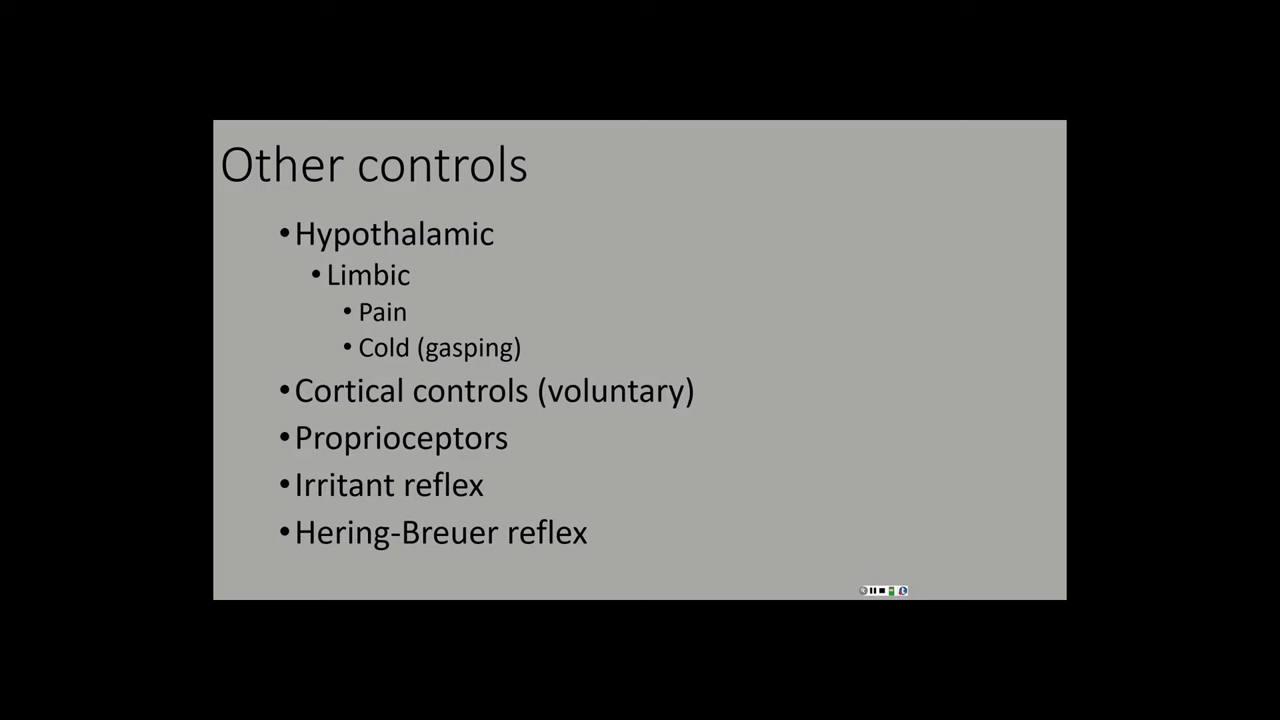 Other controls
•Hypothalamic
•Limbic
•Pain
•Cold (gasping)
•Cortical controls (voluntary)
•Proprioceptors
•Irritant reflex
•Hering-Breuer reflex